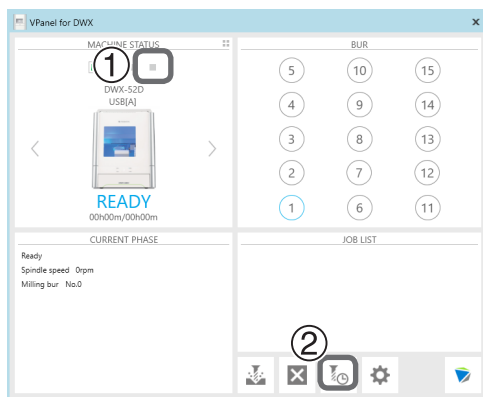 VPanel for DWX
MACHINE STATUS
①
DWX-52D
USB[A]
READY
00h00m/00h00m
BUR
5 10 15
4 9 14
3 8 13
2 7 12
1 6 11
CURRENT PHASE
Ready
Spindle speed 0rpm
Milling bur No.0
JOB LIST
②